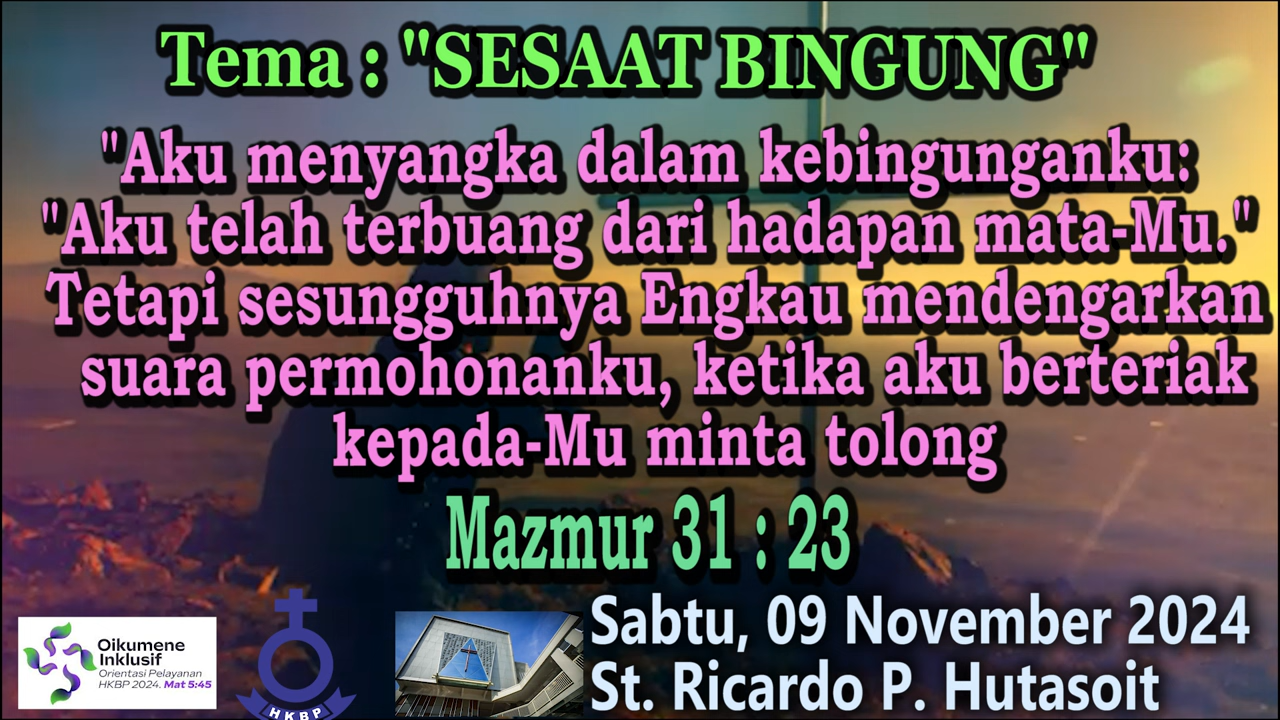 Tema : "SESAAT BINGUNG"
"Aku menyangka dalam kebingunganku:
"Aku telah terbuang dari hadapan mata-Mu."
Tetapi sesungguhnya Engkau mendengarkan
suara permohonanku, ketika aku berteriak
kepada-Mu minta tolong
Mazmur 31 : 23
Oikumene
Inklusif
Orientasi Pelayanan
HKBP 2024. Mat 5:45
HKBP
Sabtu, 09 November 2024
St. Ricardo P. Hutasoit